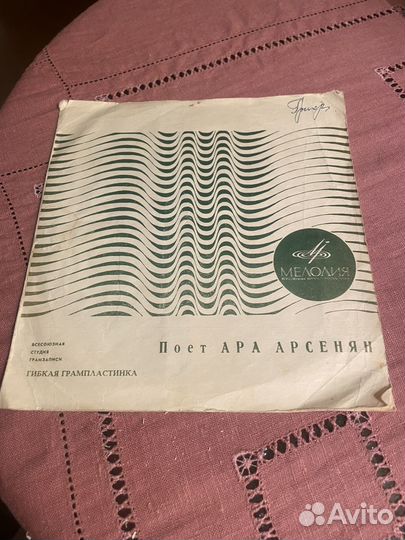 МЕЛОДИЯ
ВСЕСОЮЗНАЯ
СТУДИЯ
ГРАМЗАПИСИ
Поет АРА АРСЕНЯН
ГИБКАЯ ГРАМПЛАСТИНКА
Avito